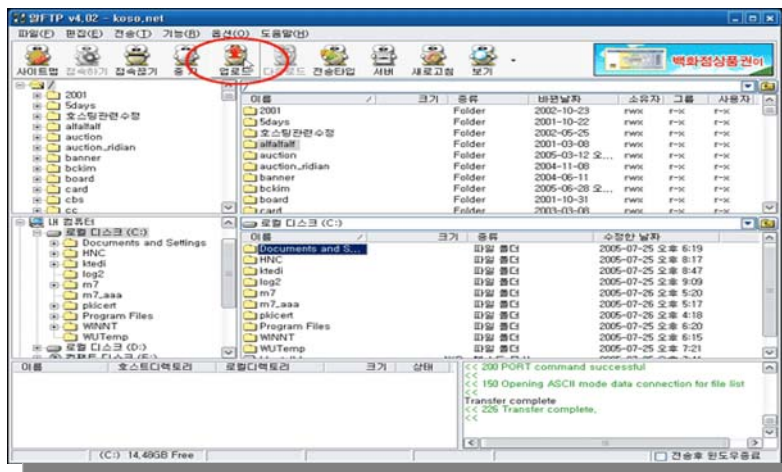 알FTP v4.02 - koso.net
파일(F) 편집(E) 전송(T) 기능(B) 옵션(O) 도움말(H)
사이트맵 접속하기 접속끊기 중지 업로드 다운로드 전송타입 서버 새로고침 보기
백화점상품권이
/
이름 / 크기 종류 바뀐날짜 소유자 그룹 사용자
2001
5days
호스팅관련수정
alfalfalf
auction
auction_ridian
banner
bckim
board
card
cbs
cc
2001 Folder 2002-10-23 rwx r-x r-x
5days Folder 2001-10-22 rwx r-x r-x
호스팅관련수정 Folder 2002-05-25 rwx r-x r-x
alfalfalf Folder 2001-03-08 rwx r-x r-x
auction Folder 2005-03-12 오... rwx r-x r-x
auction_ridian Folder 2004-11-08 rwx r-x r-x
banner Folder 2004-06-11 rwx r-x r-x
bckim Folder 2005-06-28 오... rwx r-x r-x
board Folder 2001-10-31 rwx r-x r-x
card Folder 2003-03-08 rwx r-x r-x
내 컴퓨터
로컬 디스크 (C:)
Documents and Settings
HNC
ktedi
log2
m7
m7_aaa
pkicert
Program Files
WINNT
WUTemp
로컬 디스크 (D:)
로컬 디스크 (C:)
이름 / 크기 종류 수정한 날짜
Documents and S... 파일 폴더 2005-07-25 오후 6:19
HNC 파일 폴더 2005-07-25 오후 8:17
ktedi 파일 폴더 2005-07-25 오후 8:47
log2 파일 폴더 2005-07-25 오후 9:09
m7 파일 폴더 2005-07-26 오후 5:20
m7_aaa 파일 폴더 2005-07-26 오후 5:17
pkicert 파일 폴더 2005-07-26 오후 4:18
Program Files 파일 폴더 2005-07-25 오후 6:20
WINNT 파일 폴더 2005-07-25 오후 6:15
WUTemp 파일 폴더 2005-07-25 오후 7:21
이름 호스트디렉토리 로컬디렉토리 크기 상태
<< 200 PORT command successful
<<
<< 150 Opening ASCII mode data connection for file list
<<
Transfer complete
<< 226 Transfer complete.
<<
(C:) 14,48GB Free
전송후 윈도우종료